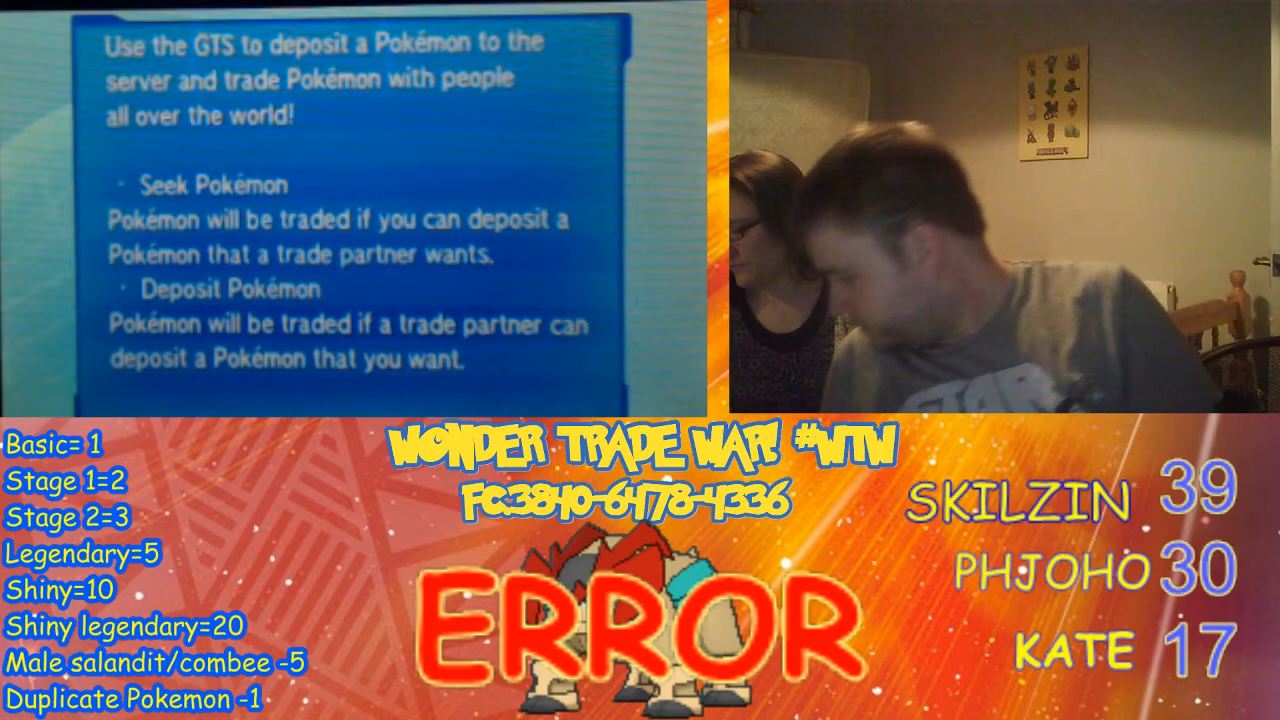 Use the GTS to deposit a Pokémon to the
server and trade Pokémon with people
all over the world!
· Seek Pokémon
Pokémon will be traded if you can deposit a
Pokémon that a trade partner wants.
· Deposit Pokémon
Pokémon will be traded if a trade partner can
deposit a Pokémon that you want.
STAR
Basic= 1
Stage 1=2
Stage 2=3
Legendary=5
Shiny=10
Shiny legendary=20
Male salandit/combee -5
Duplicate Pokemon -1
WONDER TRADE WAR! #WTW
FC:3840-6478-4336
ERROR
SKILZIN 39
PHJOHO 30
KATE 17